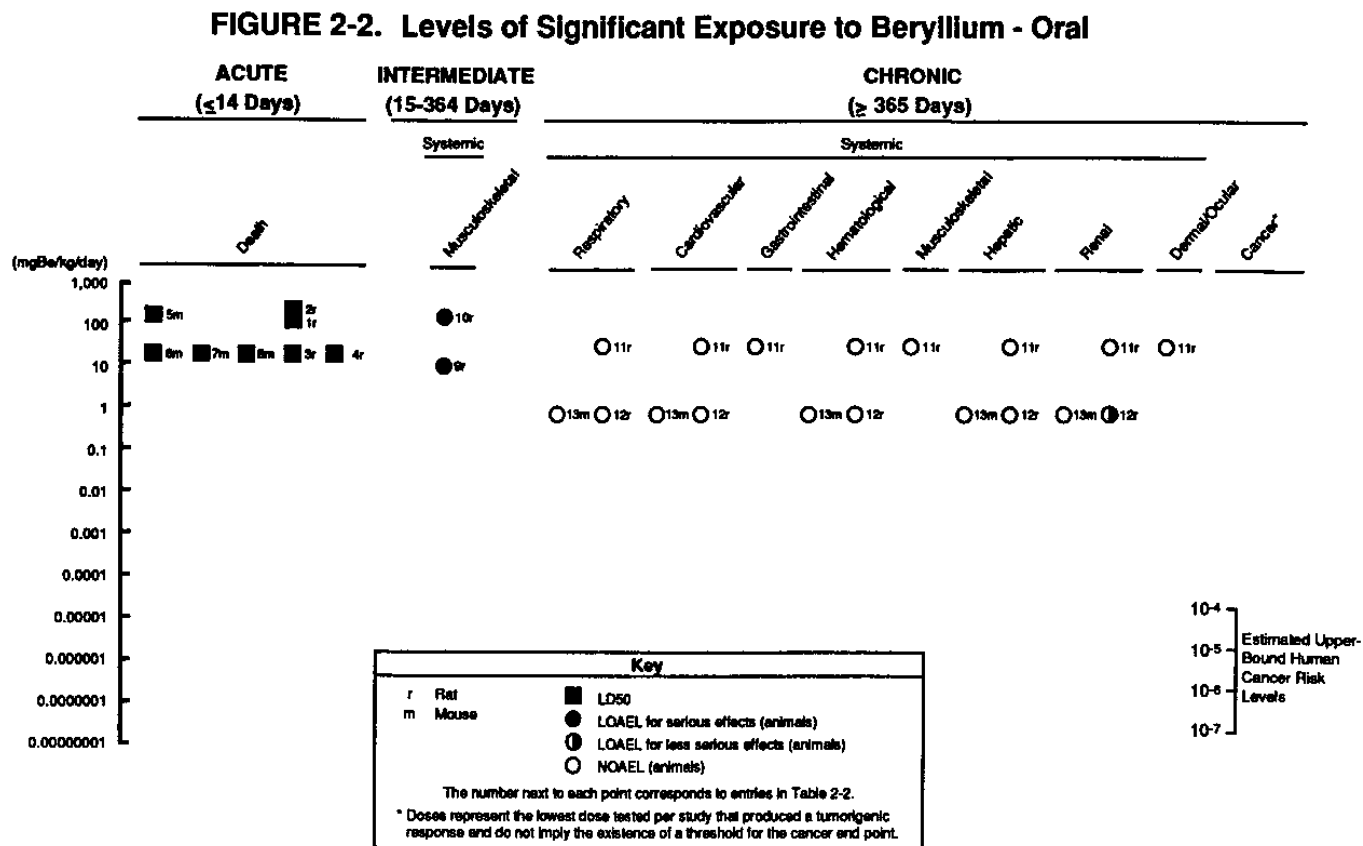 FIGURE 2-2. Levels of Significant Exposure to Beryllium - Oral
ACUTE INTERMEDIATE CHRONIC
(≤14 Days) (15-364 Days) (≥ 365 Days)
Systemic Systemic
Death Musculoskeletal Respiratory Cardiovascular Gastrointestinal Hematological Musculoskeletal Hepatic Renal Dermal/Ocular Cancer*
(mgBe/kg/day)
1,000
5m 2r 10r
1r
100
6m 7m 8m 3r 4r 11r 11r 11r 11r 11r 11r 11r 11r
10 9r
1
13m 12r 13m 12r 13m 12r 13m 12r 13m 12r
0.1
0.01
0.001
0.0001
0.00001
0.000001
0.0000001
0.00000001
10-4
10-5
10-6
10-7
Estimated Upper-
Bound Human
Cancer Risk
Levels
Key
r Rat LD50
m Mouse LOAEL for serious effects (animals)
LOAEL for less serious effects (animals)
NOAEL (animals)
The number next to each point corresponds to entries in Table 2-2.
* Doses represent the lowest dose tested per study that produced a tumorigenic
response and do not imply the existence of a threshold for the cancer end point.